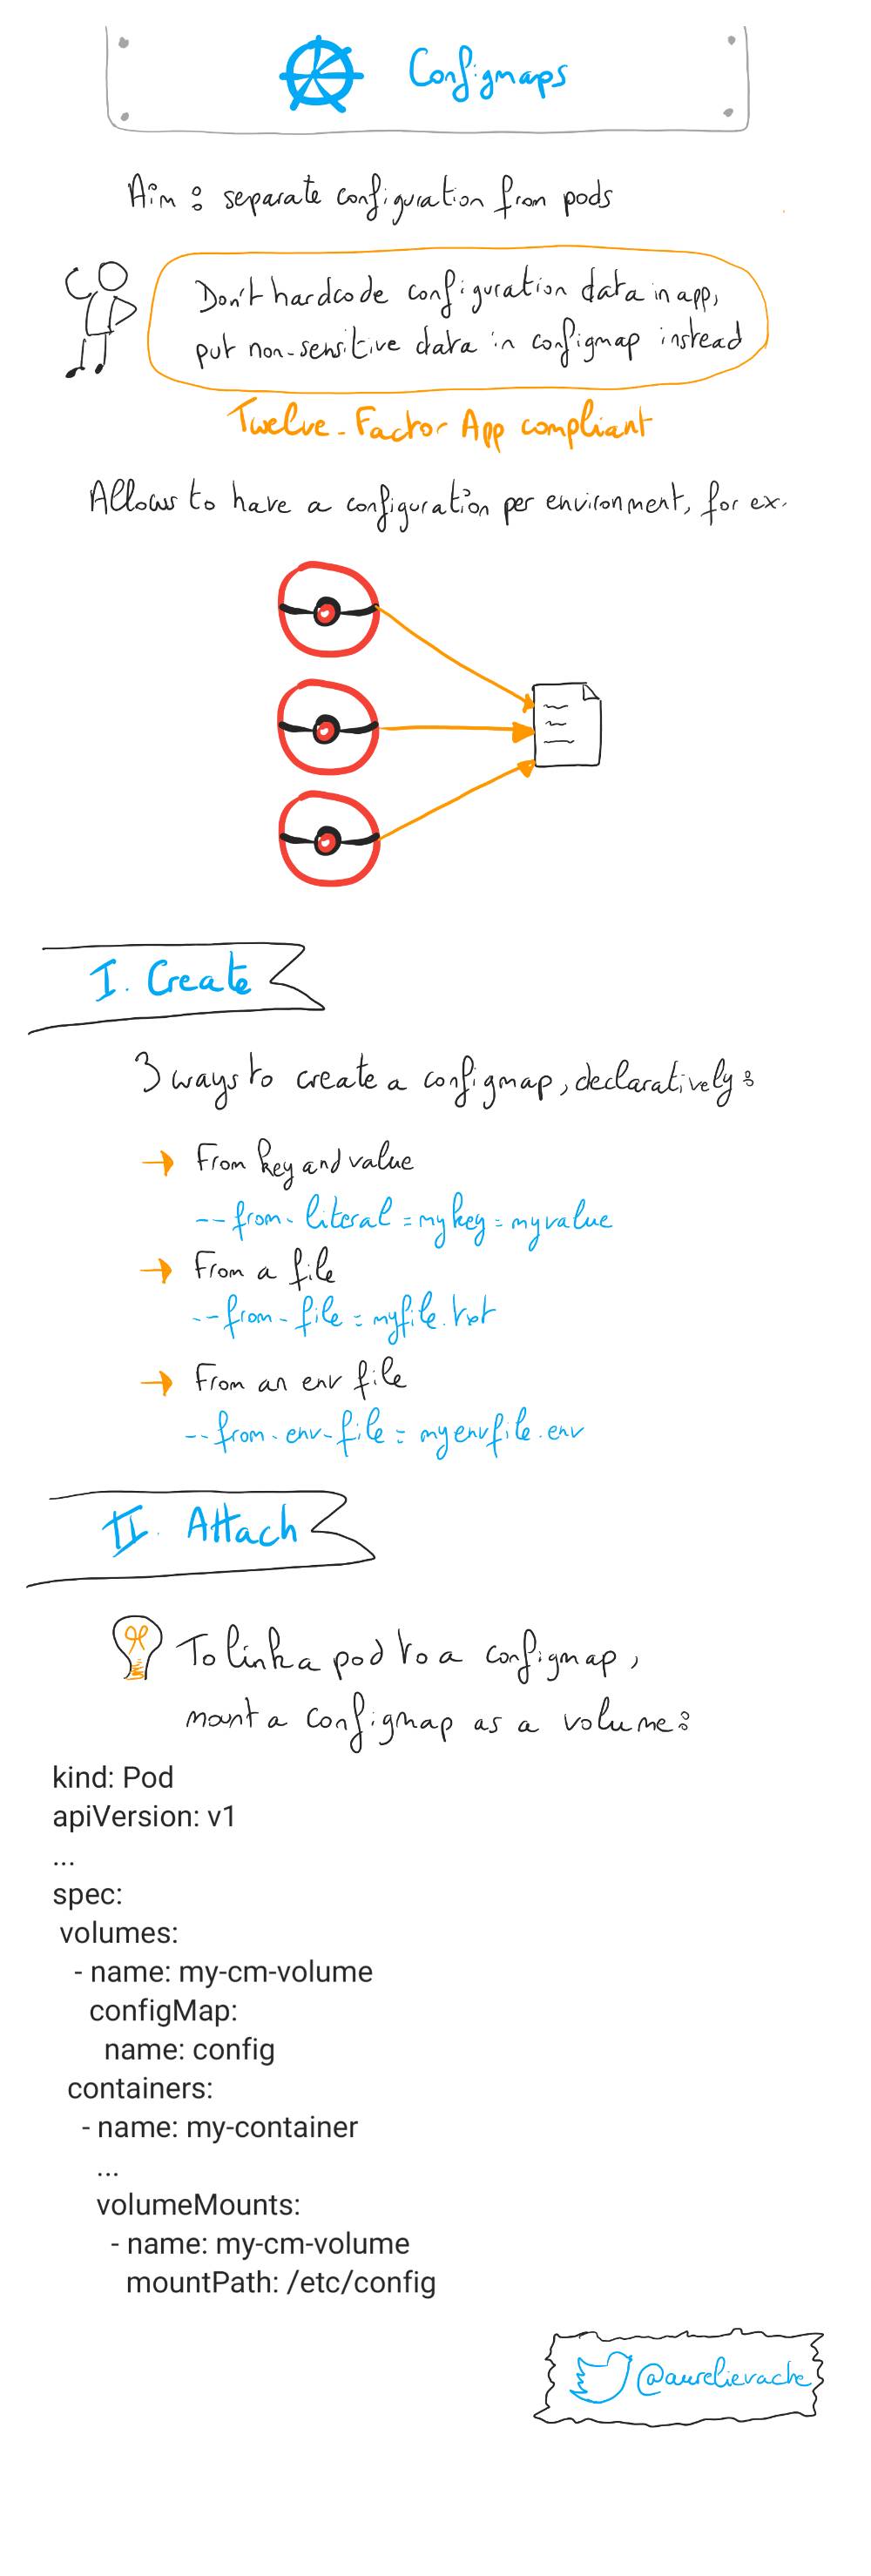 Configmaps
Aim : separate configuration from pods
Don't hardcode configuration data in app,
put non-sensitive data in configmap instead
Twelve-Factor App compliant
Allows to have a configuration per environment, for ex.
I. Create
3 ways to create a configmap, declaratively :
→ From key and value
--from-literal=mykey=myvalue
→ From a file
--from-file=myfile.txt
→ From an env file
--from-env-file=myenvfile.env
II. Attach
To link a pod to a configmap,
mount a configmap as a volume :
kind: Pod
apiVersion: v1
...
spec:
volumes:
- name: my-cm-volume
configMap:
name: config
containers:
- name: my-container
...
volumeMounts:
- name: my-cm-volume
mountPath: /etc/config
@aurelievache